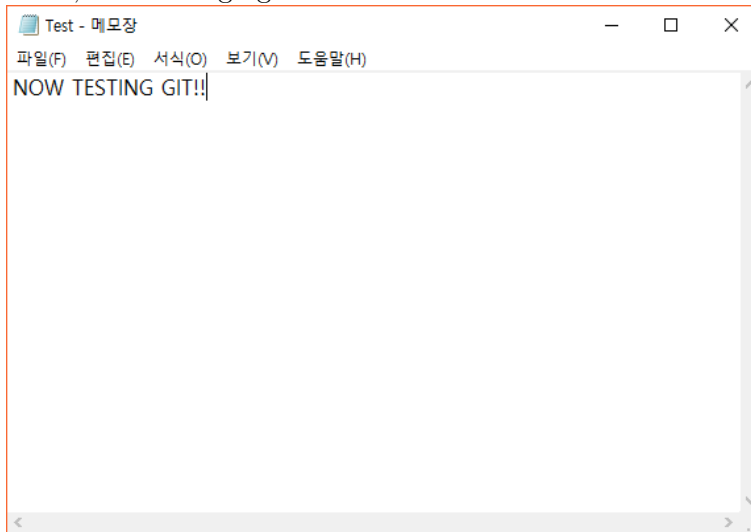 Test - 메모장
파일(F) 편집(E) 서식(O) 보기(V) 도움말(H)
NOW TESTING GIT!!